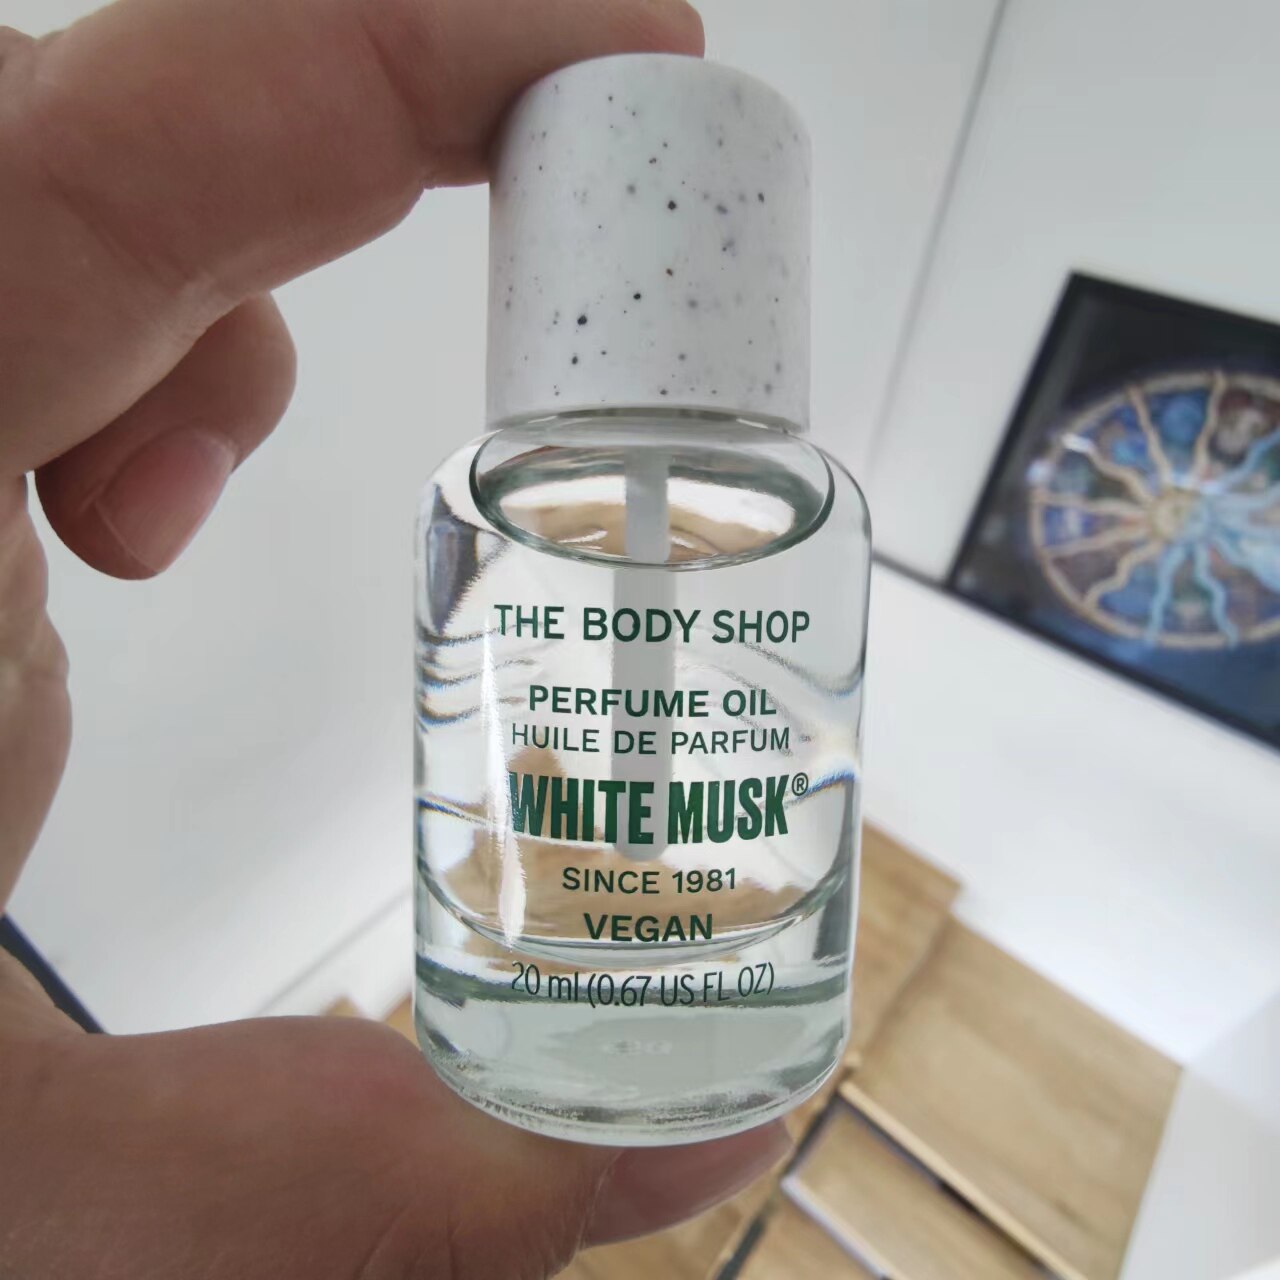 THE BODY SHOP
PERFUME OIL
HUILE DE PARFUM
WHITE MUSK®
SINCE 1981
VEGAN
20 ml (0.67 US FL OZ)